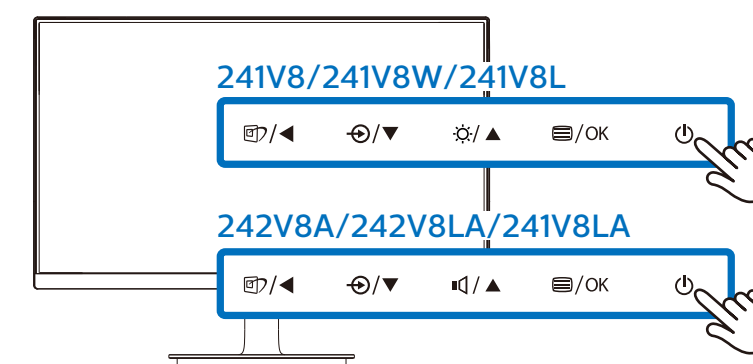 241V8/241V8W/241V8L
/◀ /▼ /▲ /OK
242V8A/242V8LA/241V8LA
/◀ /▼ /▲ /OK